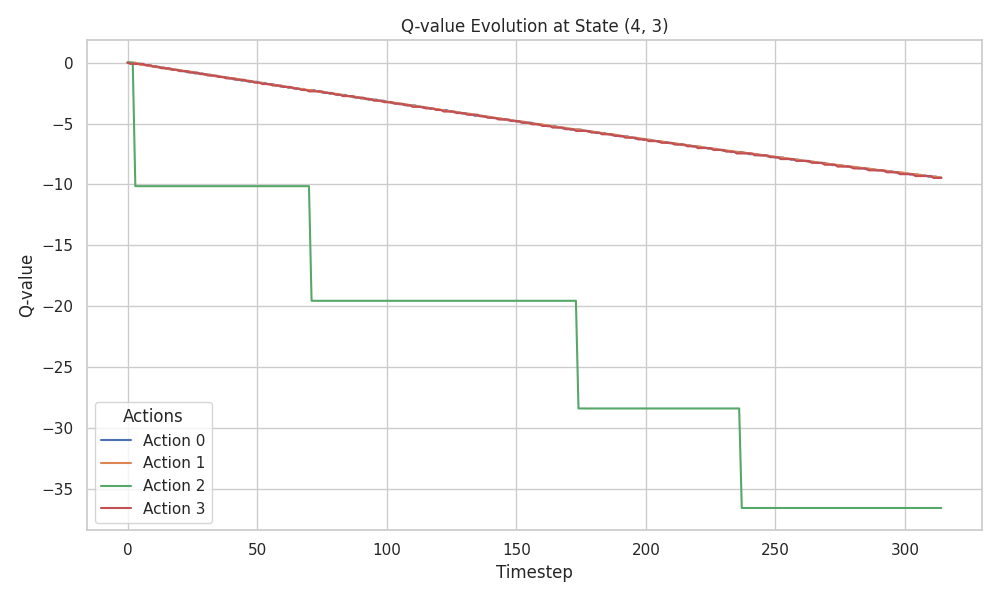 Q-value Evolution at State (4, 3)
Q-value
0
−5
−10
−15
−20
−25
−30
−35
Actions
Action 0
Action 1
Action 2
Action 3
0 50 100 150 200 250 300
Timestep